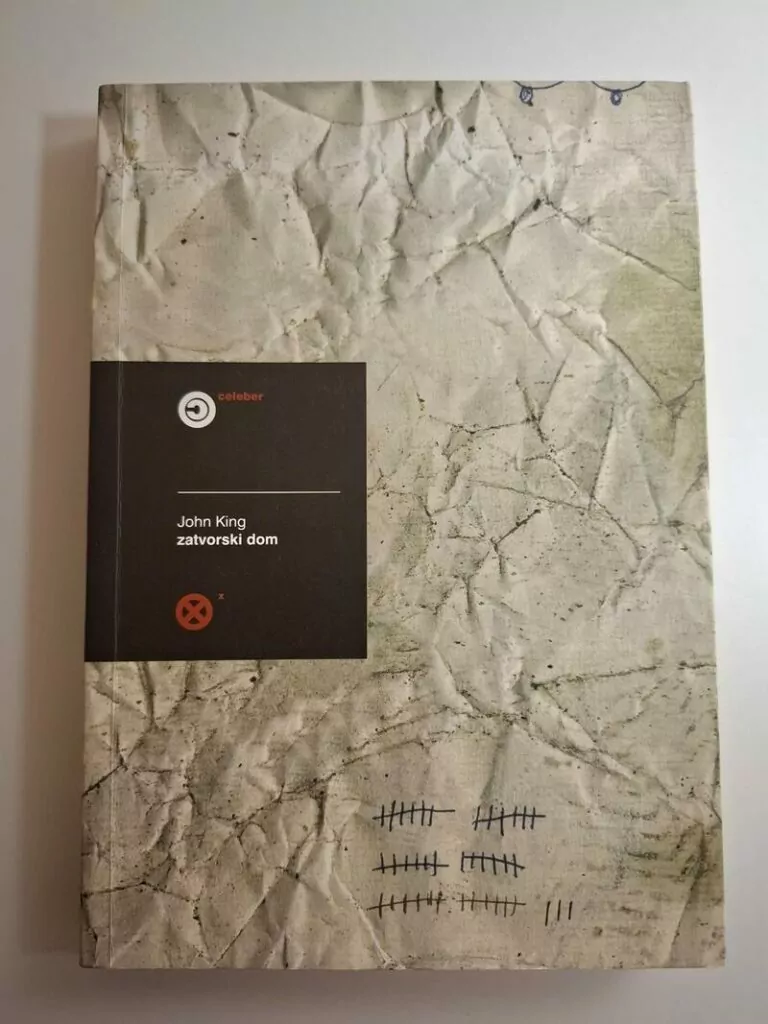 celeber
John King
zatvorski dom
x